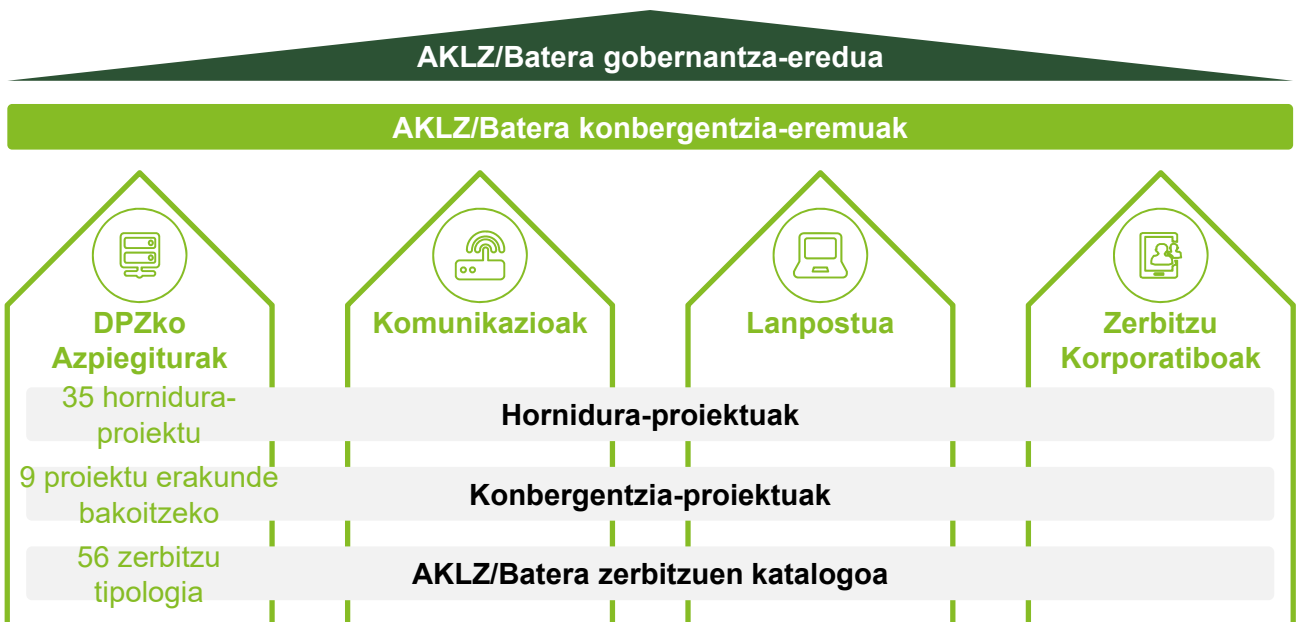 AKLZ/Batera gobernantza-eredua
AKLZ/Batera konbergentzia-eremuak
DPZko
Azpiegiturak
Komunikazioak
Lanpostua
Zerbitzu
Korporatiboak
35 hornidura-
proiektu
Hornidura-proiektuak
9 proiektu erakunde
bakoitzeko
Konbergentzia-proiektuak
56 zerbitzu
tipologia
AKLZ/Batera zerbitzuen katalogoa